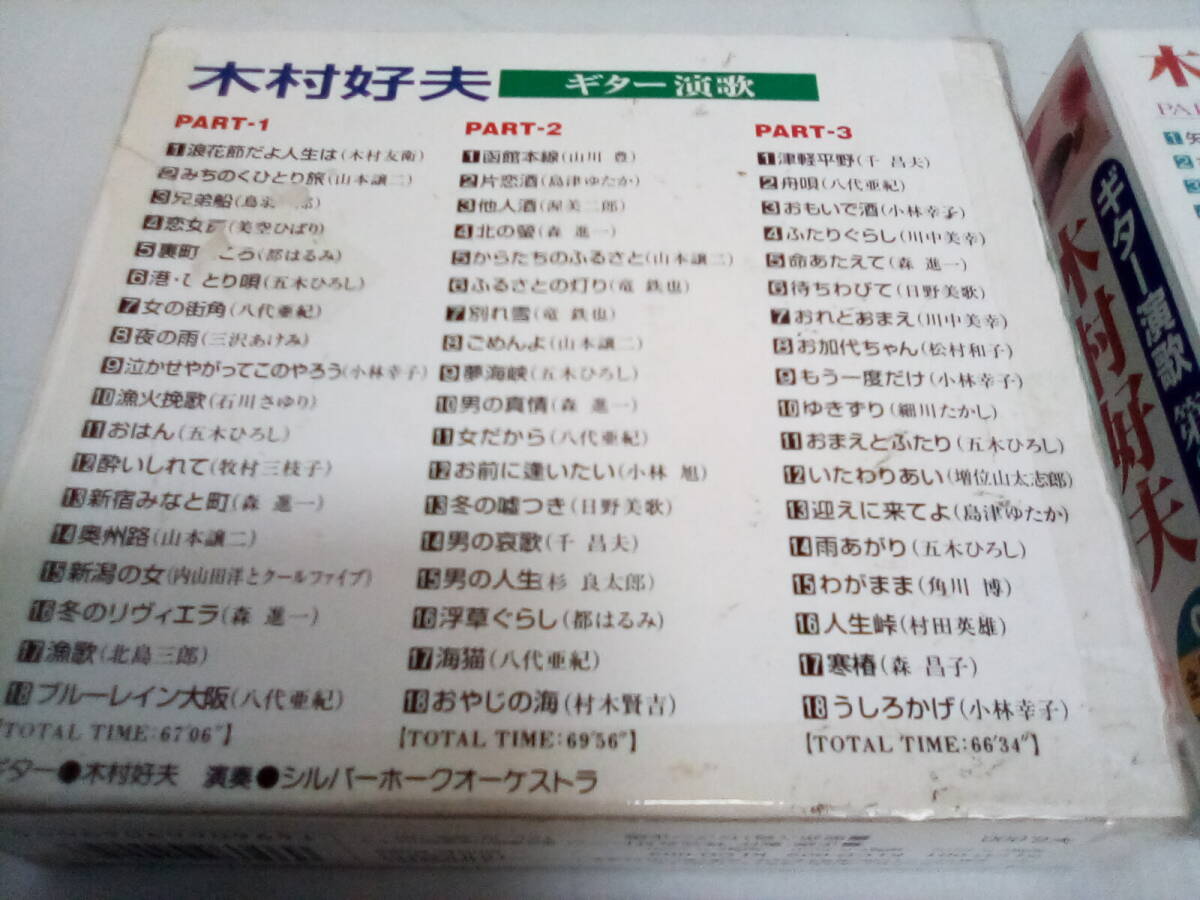 木村好夫 ギター演歌
PART-1
1 浪花節だよ人生は(木村友衛)
2 みちのくひとり旅(山本譲二)
3 兄弟船(鳥
4 恋女 (美空ひばり)
5 裏町 こう(都はるみ)
6 港・ とり唄(五木ひろし)
7 女の街角(八代亜紀)
8 夜の雨(三沢あけみ)
9 泣かせやがってこのやろう(小林幸子)
10 漁火挽歌(石川さゆり)
11 おはん(五木ひろし)
12 酔いしれて(牧村三枝子)
13 新宿みなと町(森 進一)
14 奥州路(山本譲二)
15 新潟の女(内山田洋とクールファイブ)
16 冬のリヴィエラ(森 進一)
17 漁歌(北島三郎)
18 ブルーレイン大阪(八代亜紀)
[TOTAL TIME:67'06"]
PART-2
1 函館本線(山川 豊)
2 片恋酒(島津ゆたか)
3 他人酒(渥美二郎)
4 北の螢(森 進一)
5 からたちのふるさと(山本譲二)
6 ふるさとの灯り(竜 鉄也)
7 別れ雪(竜 鉄也)
8 ごめんよ(山本譲二)
9 夢海峡(五木ひろし)
10 男の真情(森 進一)
11 女だから(八代亜紀)
12 お前に逢いたい(小林 旭)
13 冬の嘘つき(日野美歌)
14 男の哀歌(千 昌夫)
15 男の人生(杉 良太郎)
16 浮草ぐらし(都はるみ)
17 海猫(八代亜紀)
18 おやじの海(村木賢吉)
[TOTAL TIME:69'56"]
PART-3
1 津軽平野(千 昌夫)
2 舟唄(八代亜紀)
3 おもいで酒(小林幸子)
4 ふたりぐらし(川中美幸)
5 命あたえて(森 進一)
6 待ちわびて(日野美歌)
7 おれとおまえ(川中美幸)
8 お加代ちゃん(松村和子)
9 もう一度だけ(小林幸子)
10 ゆきずり(細川たかし)
11 おまえとふたり(五木ひろし)
12 いたわりあい(増位山太志郎)
13 迎えに来てよ(島津ゆたか)
14 雨あがり(五木ひろし)
15 わがまま(角川 博)
16 人生峠(村田英雄)
17 寒椿(森 昌子)
18 うしろかげ(小林幸子)
[TOTAL TIME:66'34"]
ギター●木村好夫 演奏●シルバーホークオーケストラ
ギター演歌
木村好夫
木
PA
1 矢
2
3